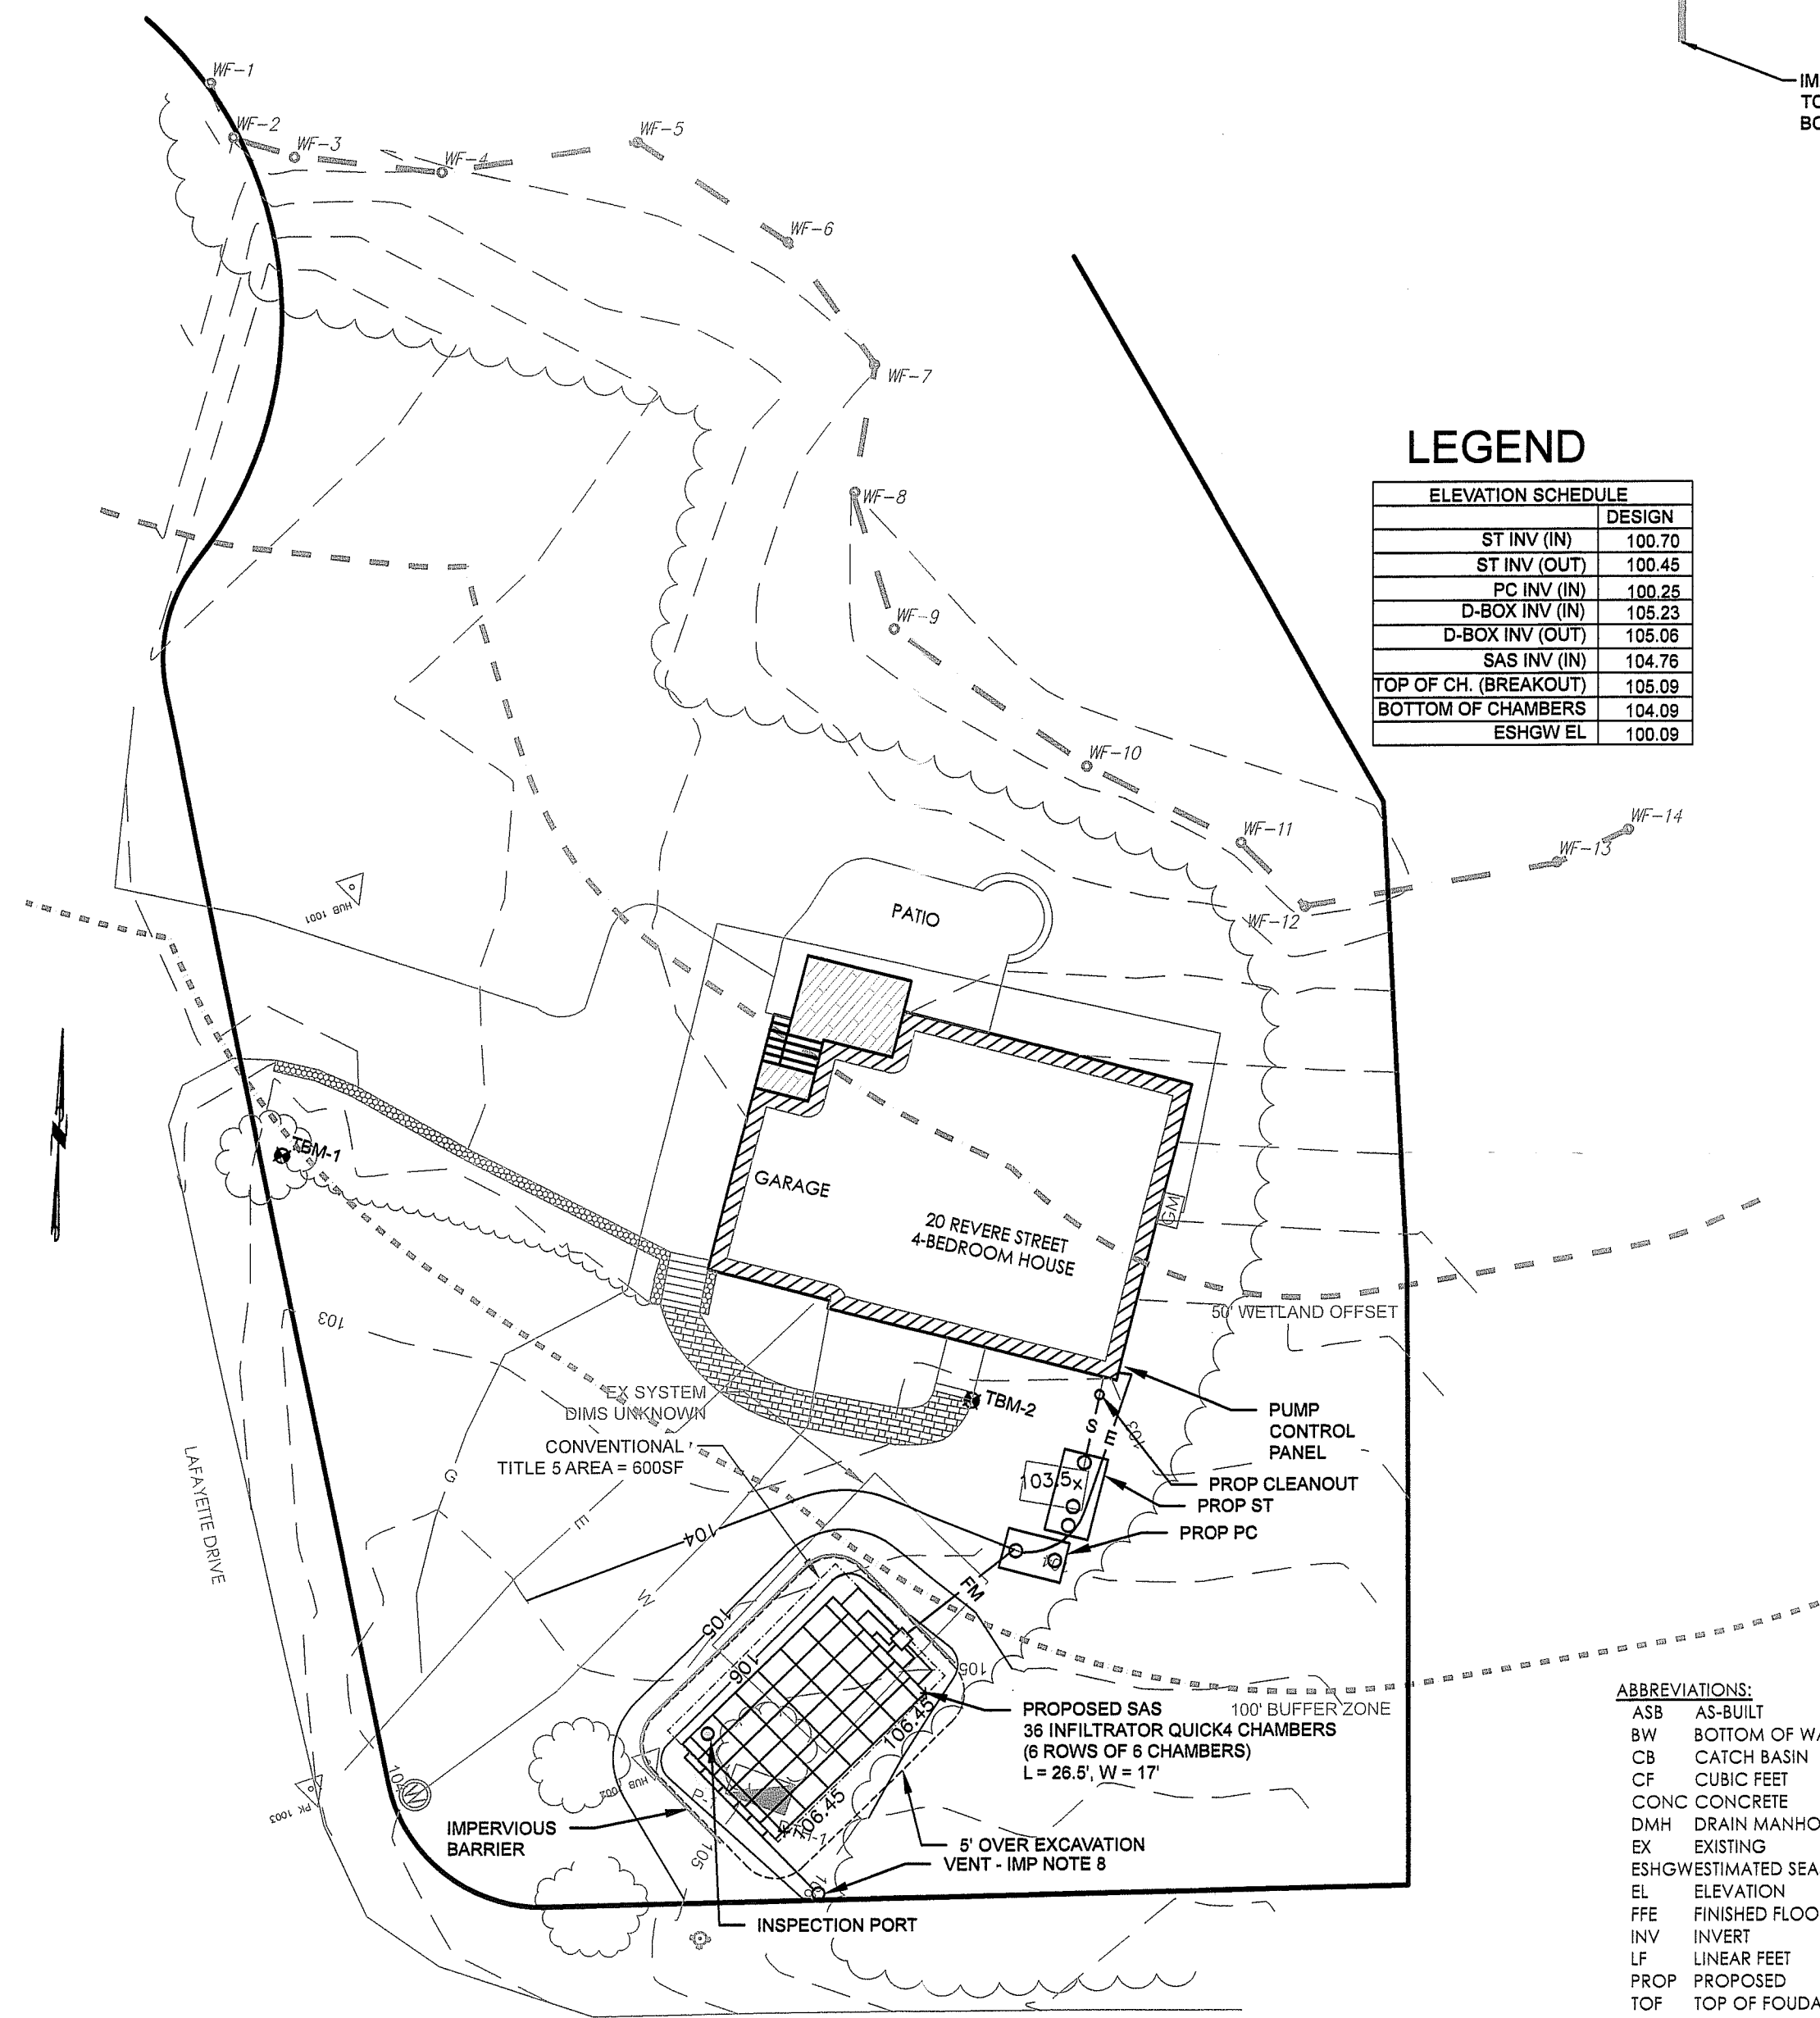 WF-1
WF-2
WF-3
WF-4
WF-5
WF-6
WF-7
WF-8
WF-9
WF-10
WF-11
WF-12
WF-13
WF-14
IM
TO
BO
LEGEND
ELEVATION SCHEDULE
DESIGN
ST INV (IN) 100.70
ST INV (OUT) 100.45
PC INV (IN) 100.25
D-BOX INV (IN) 105.23
D-BOX INV (OUT) 105.06
SAS INV (IN) 104.76
TOP OF CH. (BREAKOUT) 105.09
BOTTOM OF CHAMBERS 104.09
ESHGW EL 100.09
HUB 1001
PATIO
TBM-1
GARAGE
20 REVERE STREET
4-BEDROOM HOUSE
GM
50' WETLAND OFFSET
103
EX SYSTEM
DIMS UNKNOWN
TBM-2
CONVENTIONAL
TITLE 5 AREA = 600SF
S
E
103
PUMP
CONTROL
PANEL
103.5x
PROP CLEANOUT
PROP ST
PROP PC
LAFAYETTE DRIVE
G
E
W
104
FM
105
106
105
106.45
PROPOSED SAS
36 INFILTRATOR QUICK4 CHAMBERS
(6 ROWS OF 6 CHAMBERS)
L = 26.5', W = 17'
100' BUFFER ZONE
W
PK 1003
106.45
IMPERVIOUS
BARRIER
105
5' OVER EXCAVATION
VENT - IMP NOTE 8
INSPECTION PORT
ABBREVIATIONS:
ASB AS-BUILT
BW BOTTOM OF WA
CB CATCH BASIN
CF CUBIC FEET
CONC CONCRETE
DMH DRAIN MANHO
EX EXISTING
ESHGW ESTIMATED SEA
EL ELEVATION
FFE FINISHED FLOO
INV INVERT
LF LINEAR FEET
PROP PROPOSED
TOF TOP OF FOUDA